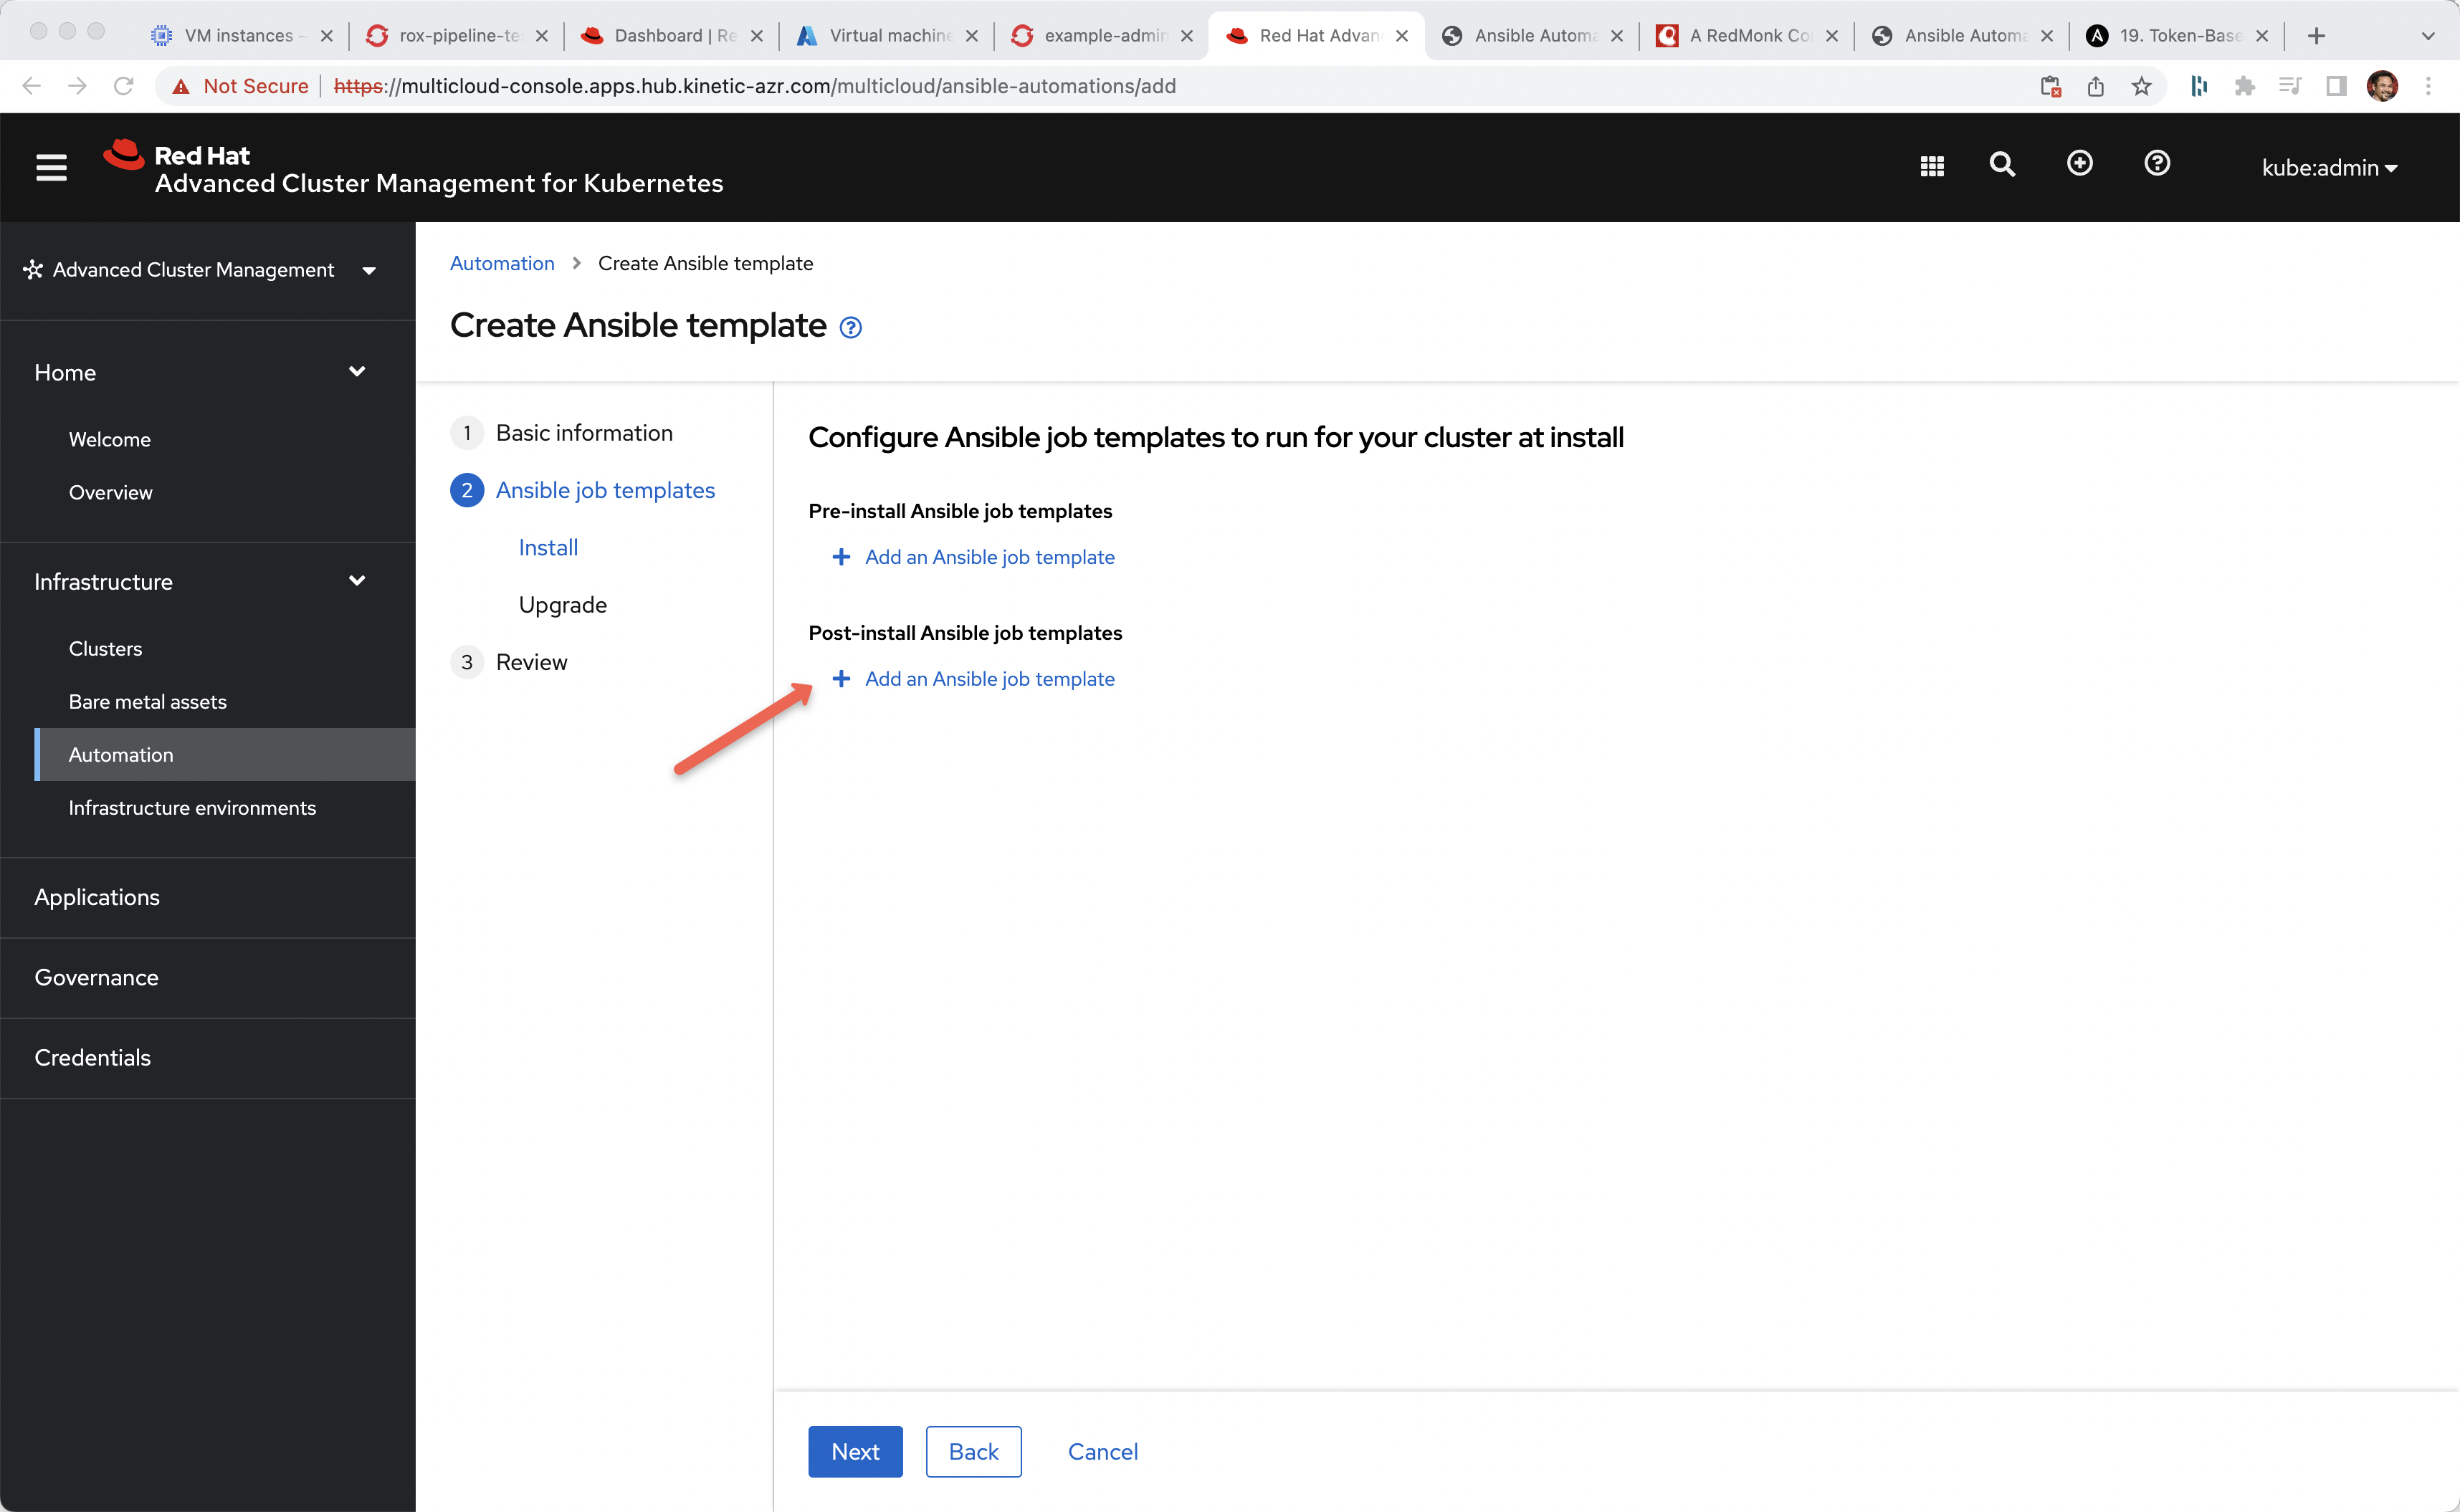 VM instances –
rox-pipeline-te
Dashboard | Re
Virtual machine
example-admin
Red Hat Advan
Ansible Automa
A RedMonk Co
Ansible Automa
19. Token-Base
Not Secure
https://multicloud-console.apps.hub.kinetic-azr.com/multicloud/ansible-automations/add
Red Hat
Advanced Cluster Management for Kubernetes
kube:admin
Advanced Cluster Management
Home
Welcome
Overview
Infrastructure
Clusters
Bare metal assets
Automation
Infrastructure environments
Applications
Governance
Credentials
Automation > Create Ansible template
Create Ansible template
1 Basic information
2 Ansible job templates
Install
Upgrade
3 Review
Configure Ansible job templates to run for your cluster at install
Pre-install Ansible job templates
Add an Ansible job template
Post-install Ansible job templates
Add an Ansible job template
Next
Back
Cancel